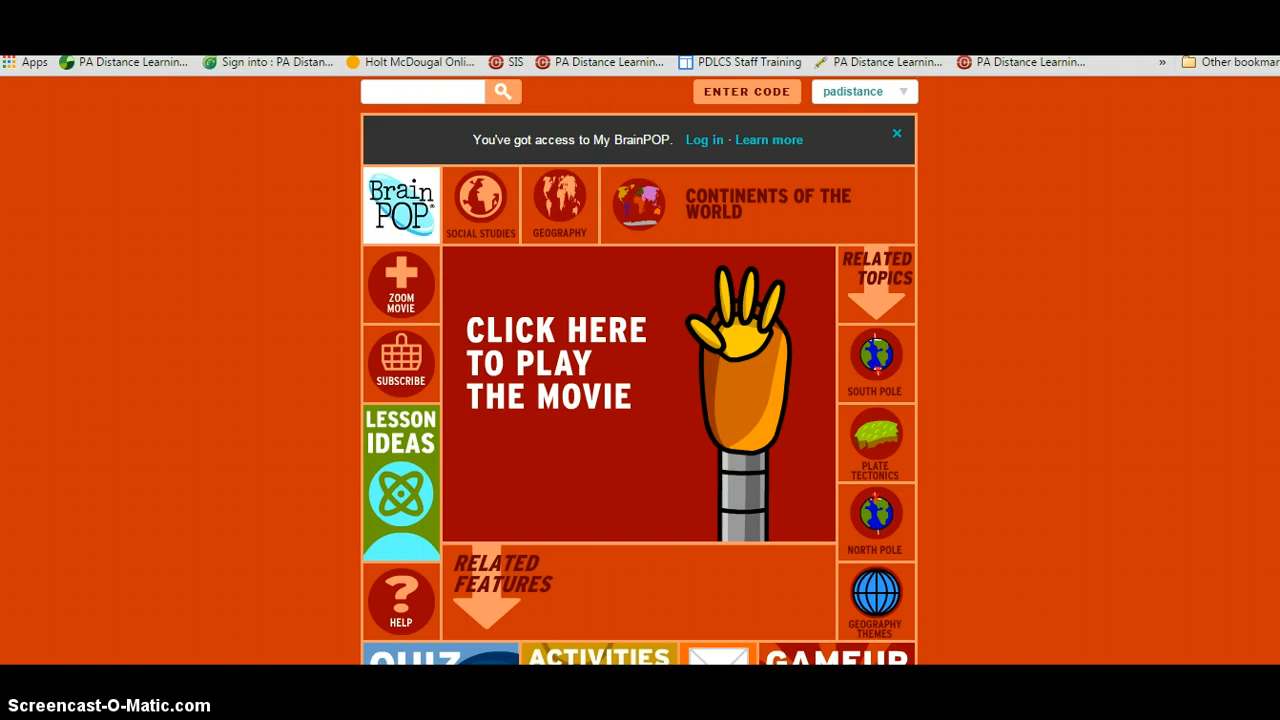 Apps PA Distance Learnin... Sign into : PA Distan... Holt McDougal Onli... SIS PA Distance Learnin... PDLCS Staff Training PA Distance Learnin... PA Distance Learnin... » Other bookmar
ENTER CODE padistance
You've got access to My BrainPOP. Log in · Learn more ×
Brain
POP®
SOCIAL STUDIES
GEOGRAPHY
CONTINENTS OF THE
WORLD
ZOOM
MOVIE
SUBSCRIBE
LESSON
IDEAS
HELP
CLICK HERE
TO PLAY
THE MOVIE
RELATED
TOPICS
SOUTH POLE
PLATE
TECTONICS
NORTH POLE
GEOGRAPHY
THEMES
RELATED
FEATURES
QUIZ
ACTIVITIES
GAMEUP
Screencast-O-Matic.com